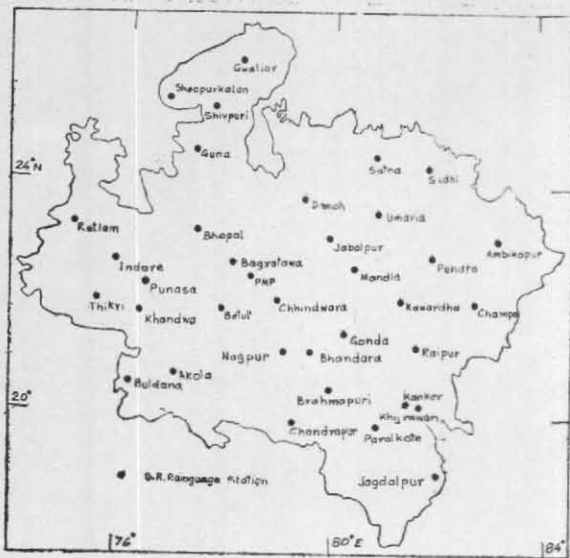 Gwalior
Sheopurkalan
Shivpuri
24°N
Guna
Satna
Sidhi
Damoh
Umaria
Ratlam
Bhopal
Jabalpur
Ambikapur
Indore
Bagratawa
Mandla
Pendra
Punasa
PMP
Thikri
Khandwa
Betul
Chhindwara
Kawardha
Champa
Gonda
Nagpur
Bhandara
Raipur
Akola
Buldana
20°
Brahmapuri
Kanker
Chandrapur
Paralkote
S.R. Rainguage Station
Jagdalpur
76°
80°E
84°